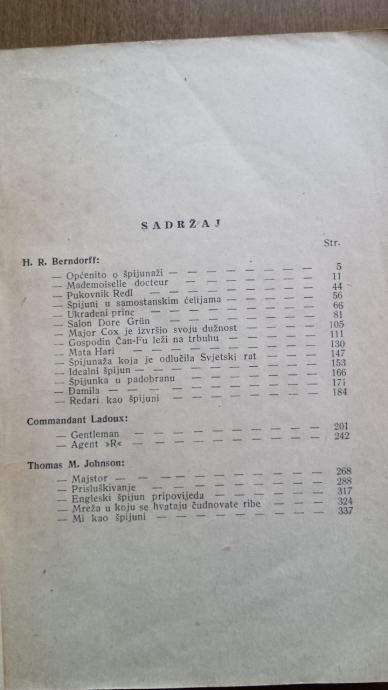 SADRŽAJ
Str.
H. R. Berndorff:
— Općenito o špijunaži — — — — — — — 5
— Mademoiselle docteur — — — — — — — 11
— Pukovnik Redl — — — — — — — — 44
— Špijuni u samostanskim ćelijama — — — — 56
— Ukradeni princ — — — — — — — — 66
— Salon Dore Grün — — — — — — — 81
— Major Cox je izvršio svoju dužnost — — — 105
— Gospodin Čan-Fu leži na trbuhu — — — — 111
— Mata Hari — — — — — — — — 130
— Špijunaža koja je odlučila Svjetskj rat — — 147
— Idealni špijun — — — — — — — — 153
— Špijunka u padobranu — — — — — — 166
— Đamila — — — — — — — — — 171
— Redari kao špijuni — — — — — — — 184
Commandant Ladoux:
— Gentleman — — — — — — — — 201
— Agent »R« — — — — — — — — 242
Thomas M. Johnson:
— Majstor — — — — — — — — — 268
— Prisluškivanje — — — — — — — — 288
— Engleski špijun pripovijeda — — — — — 317
— Mreža u koju se hvataju čudnovate ribe — — 324
— Mi kao špijuni — — — — — — — — 337